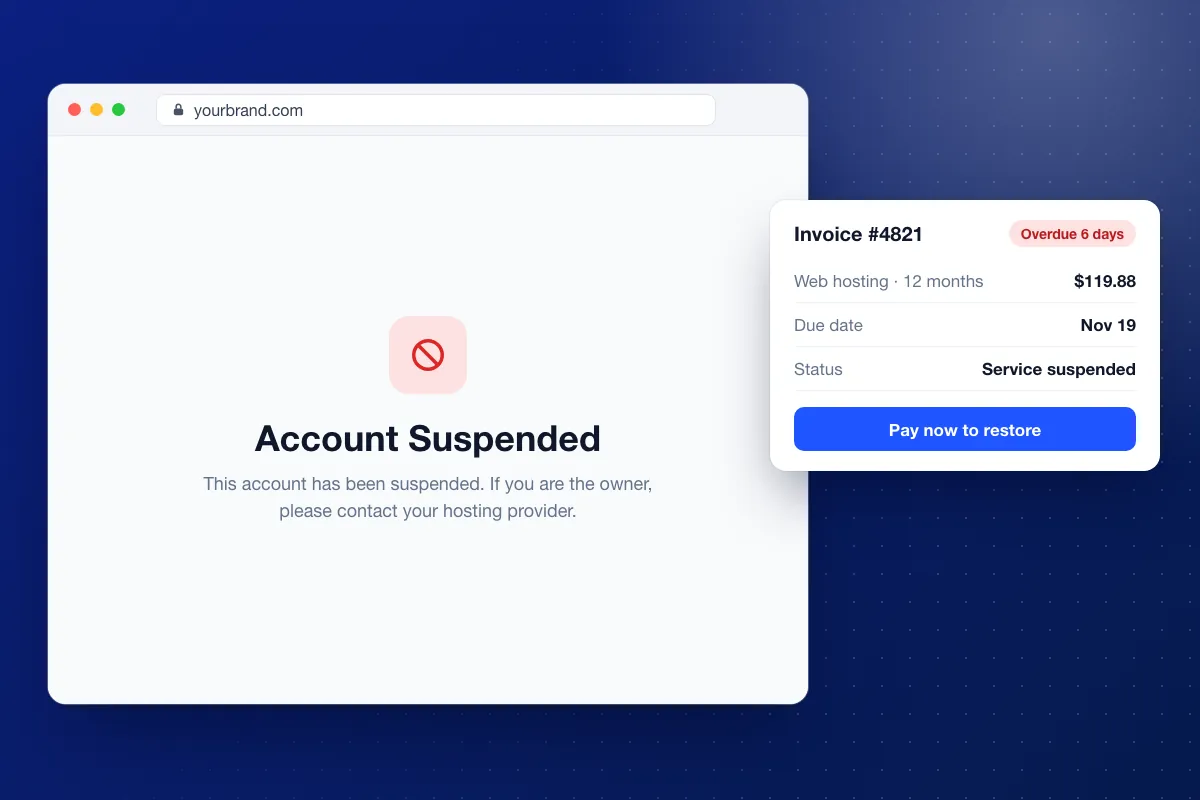 yourbrand.com
Account Suspended
This account has been suspended. If you are the owner,
please contact your hosting provider.
Invoice #4821
Overdue 6 days
Web hosting · 12 months
$119.88
Due date
Nov 19
Status
Service suspended
Pay now to restore